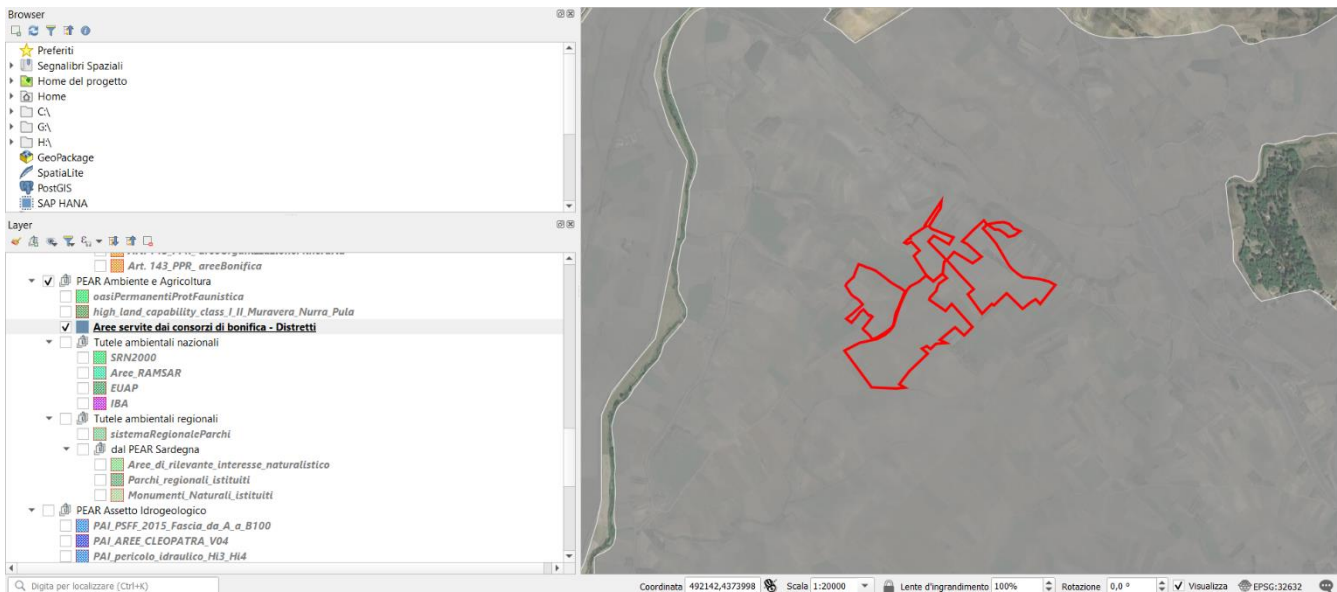 Browser
Preferiti
Segnalibri Spaziali
Home del progetto
Home
C:\
G:\
H:\
GeoPackage
SpatiaLite
PostGIS
SAP HANA
Layer
Art. 143_PPR_areeBonifica
PEAR Ambiente e Agricoltura
oasiPermanentiProtFaunistica
high_land_capability_class_I_II_Muravera_Nurra_Pula
Aree servite dai consorzi di bonifica - Distretti
Tutele ambientali nazionali
SRN2000
Aree_RAMSAR
EUAP
IBA
Tutele ambientali regionali
sistemaRegionaleParchi
dal PEAR Sardegna
Aree_di_rilevante_interesse_naturalistico
Parchi_regionali_istituiti
Monumenti_Naturali_istituiti
PEAR Assetto Idrogeologico
PAI_PSFF_2015_Fascia_da_A_a_B100
PAI_AREE_CLEOPATRA_V04
PAI_pericolo_idraulico_Hi3_Hi4
Digita per localizzare (Ctrl+K) Coordinata 492142,4373998 Scala 1:20000 Lente d'ingrandimento 100% Rotazione 0,0 ° Visualizza EPSG:32632